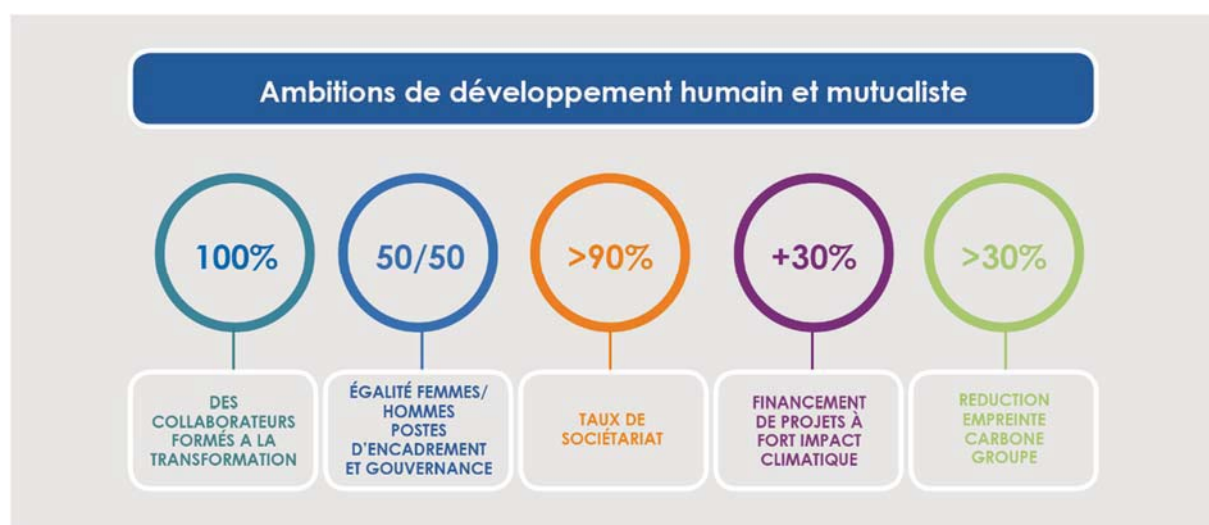 Ambitions de développement humain et mutualiste
100%
50/50
>90%
+30%
>30%
DES
COLLABORATEURS
FORMÉS A LA
TRANSFORMATION
ÉGALITÉ FEMMES/
HOMMES
POSTES
D'ENCADREMENT
ET GOUVERNANCE
TAUX DE
SOCIÉTARIAT
FINANCEMENT
DE PROJETS À
FORT IMPACT
CLIMATIQUE
REDUCTION
EMPREINTE
CARBONE
GROUPE